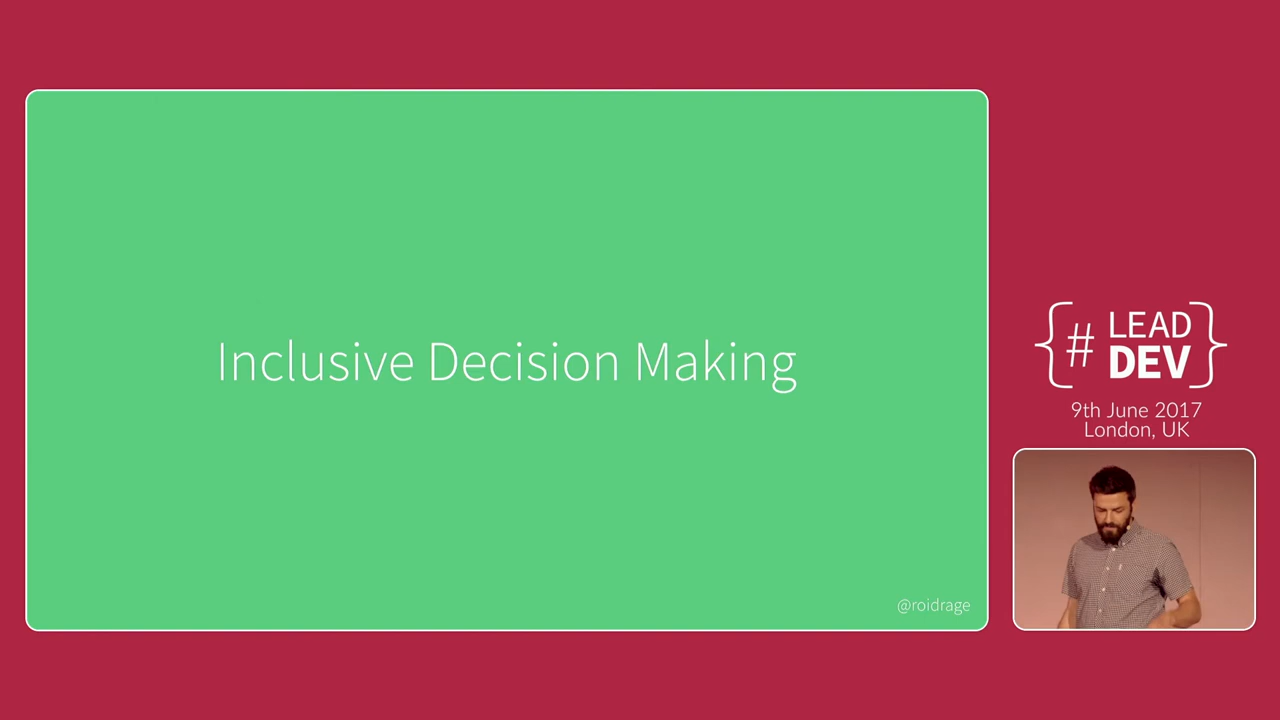 Inclusive Decision Making
@roidrage
{# LEAD
DEV}
9th June 2017
London, UK